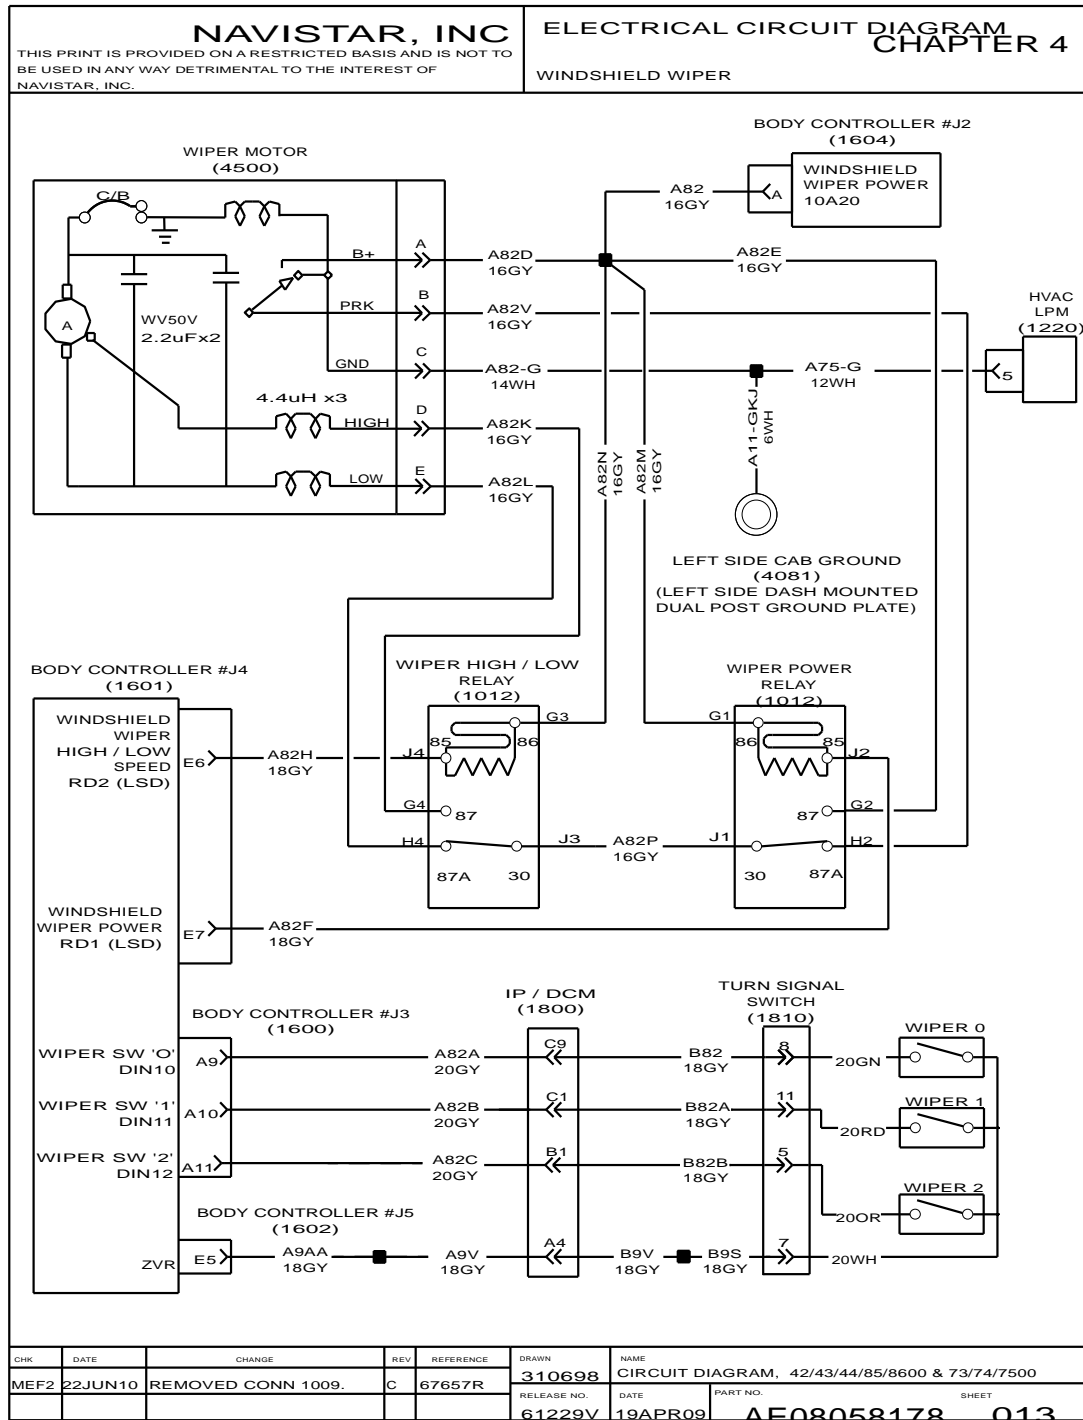 NAVISTAR, INC
THIS PRINT IS PROVIDED ON A RESTRICTED BASIS AND IS NOT TO
BE USED IN ANY WAY DETRIMENTAL TO THE INTEREST OF
NAVISTAR, INC.
ELECTRICAL CIRCUIT DIAGRAM
CHAPTER 4
WINDSHIELD WIPER
BODY CONTROLLER #J2
(1604)
WINDSHIELD
WIPER POWER
10A20
A
A82
16GY
WIPER MOTOR
(4500)
C/B
B+
A
A82D
16GY
A82E
16GY
PRK
B
A82V
16GY
WV50V
2.2uFx2
A
GND
C
A82-G
14WH
A75-G
12WH
HVAC
LPM
(1220)
5
4.4uH x3
HIGH
D
A82K
16GY
LOW
E
A82L
16GY
A82N
16GY
A82M
16GY
A11-GKJ
6WH
LEFT SIDE CAB GROUND
(4081)
(LEFT SIDE DASH MOUNTED
DUAL POST GROUND PLATE)
WIPER HIGH / LOW
RELAY
(1012)
WIPER POWER
RELAY
(1012)
BODY CONTROLLER #J4
(1601)
WINDSHIELD
WIPER
HIGH / LOW
SPEED
RD2 (LSD)
E6
A82H
18GY
J4
85
86
G3
G4
87
H4
87A
30
J3
A82P
16GY
G1
86
85
J2
87
G2
J1
H2
30
87A
WINDSHIELD
WIPER POWER
RD1 (LSD)
E7
A82F
18GY
BODY CONTROLLER #J3
(1600)
IP / DCM
(1800)
TURN SIGNAL
SWITCH
(1810)
WIPER SW 'O'
DIN10
A9
A82A
20GY
C9
B82
18GY
8
20GN
WIPER 0
WIPER SW '1'
DIN11
A10
A82B
20GY
C1
B82A
18GY
11
20RD
WIPER 1
WIPER SW '2'
DIN12
A11
A82C
20GY
B1
B82B
18GY
5
20OR
WIPER 2
BODY CONTROLLER #J5
(1602)
ZVR
E5
A9AA
18GY
A9V
18GY
A4
B9V
18GY
B9S
18GY
7
20WH
CHK DATE CHANGE REV REFERENCE
MEF2 22JUN10 REMOVED CONN 1009. C 67657R
DRAWN
310698
NAME
CIRCUIT DIAGRAM, 42/43/44/85/8600 & 73/74/7500
RELEASE NO.
61229V
DATE
19APR09
PART NO.
AE08058178
SHEET
013